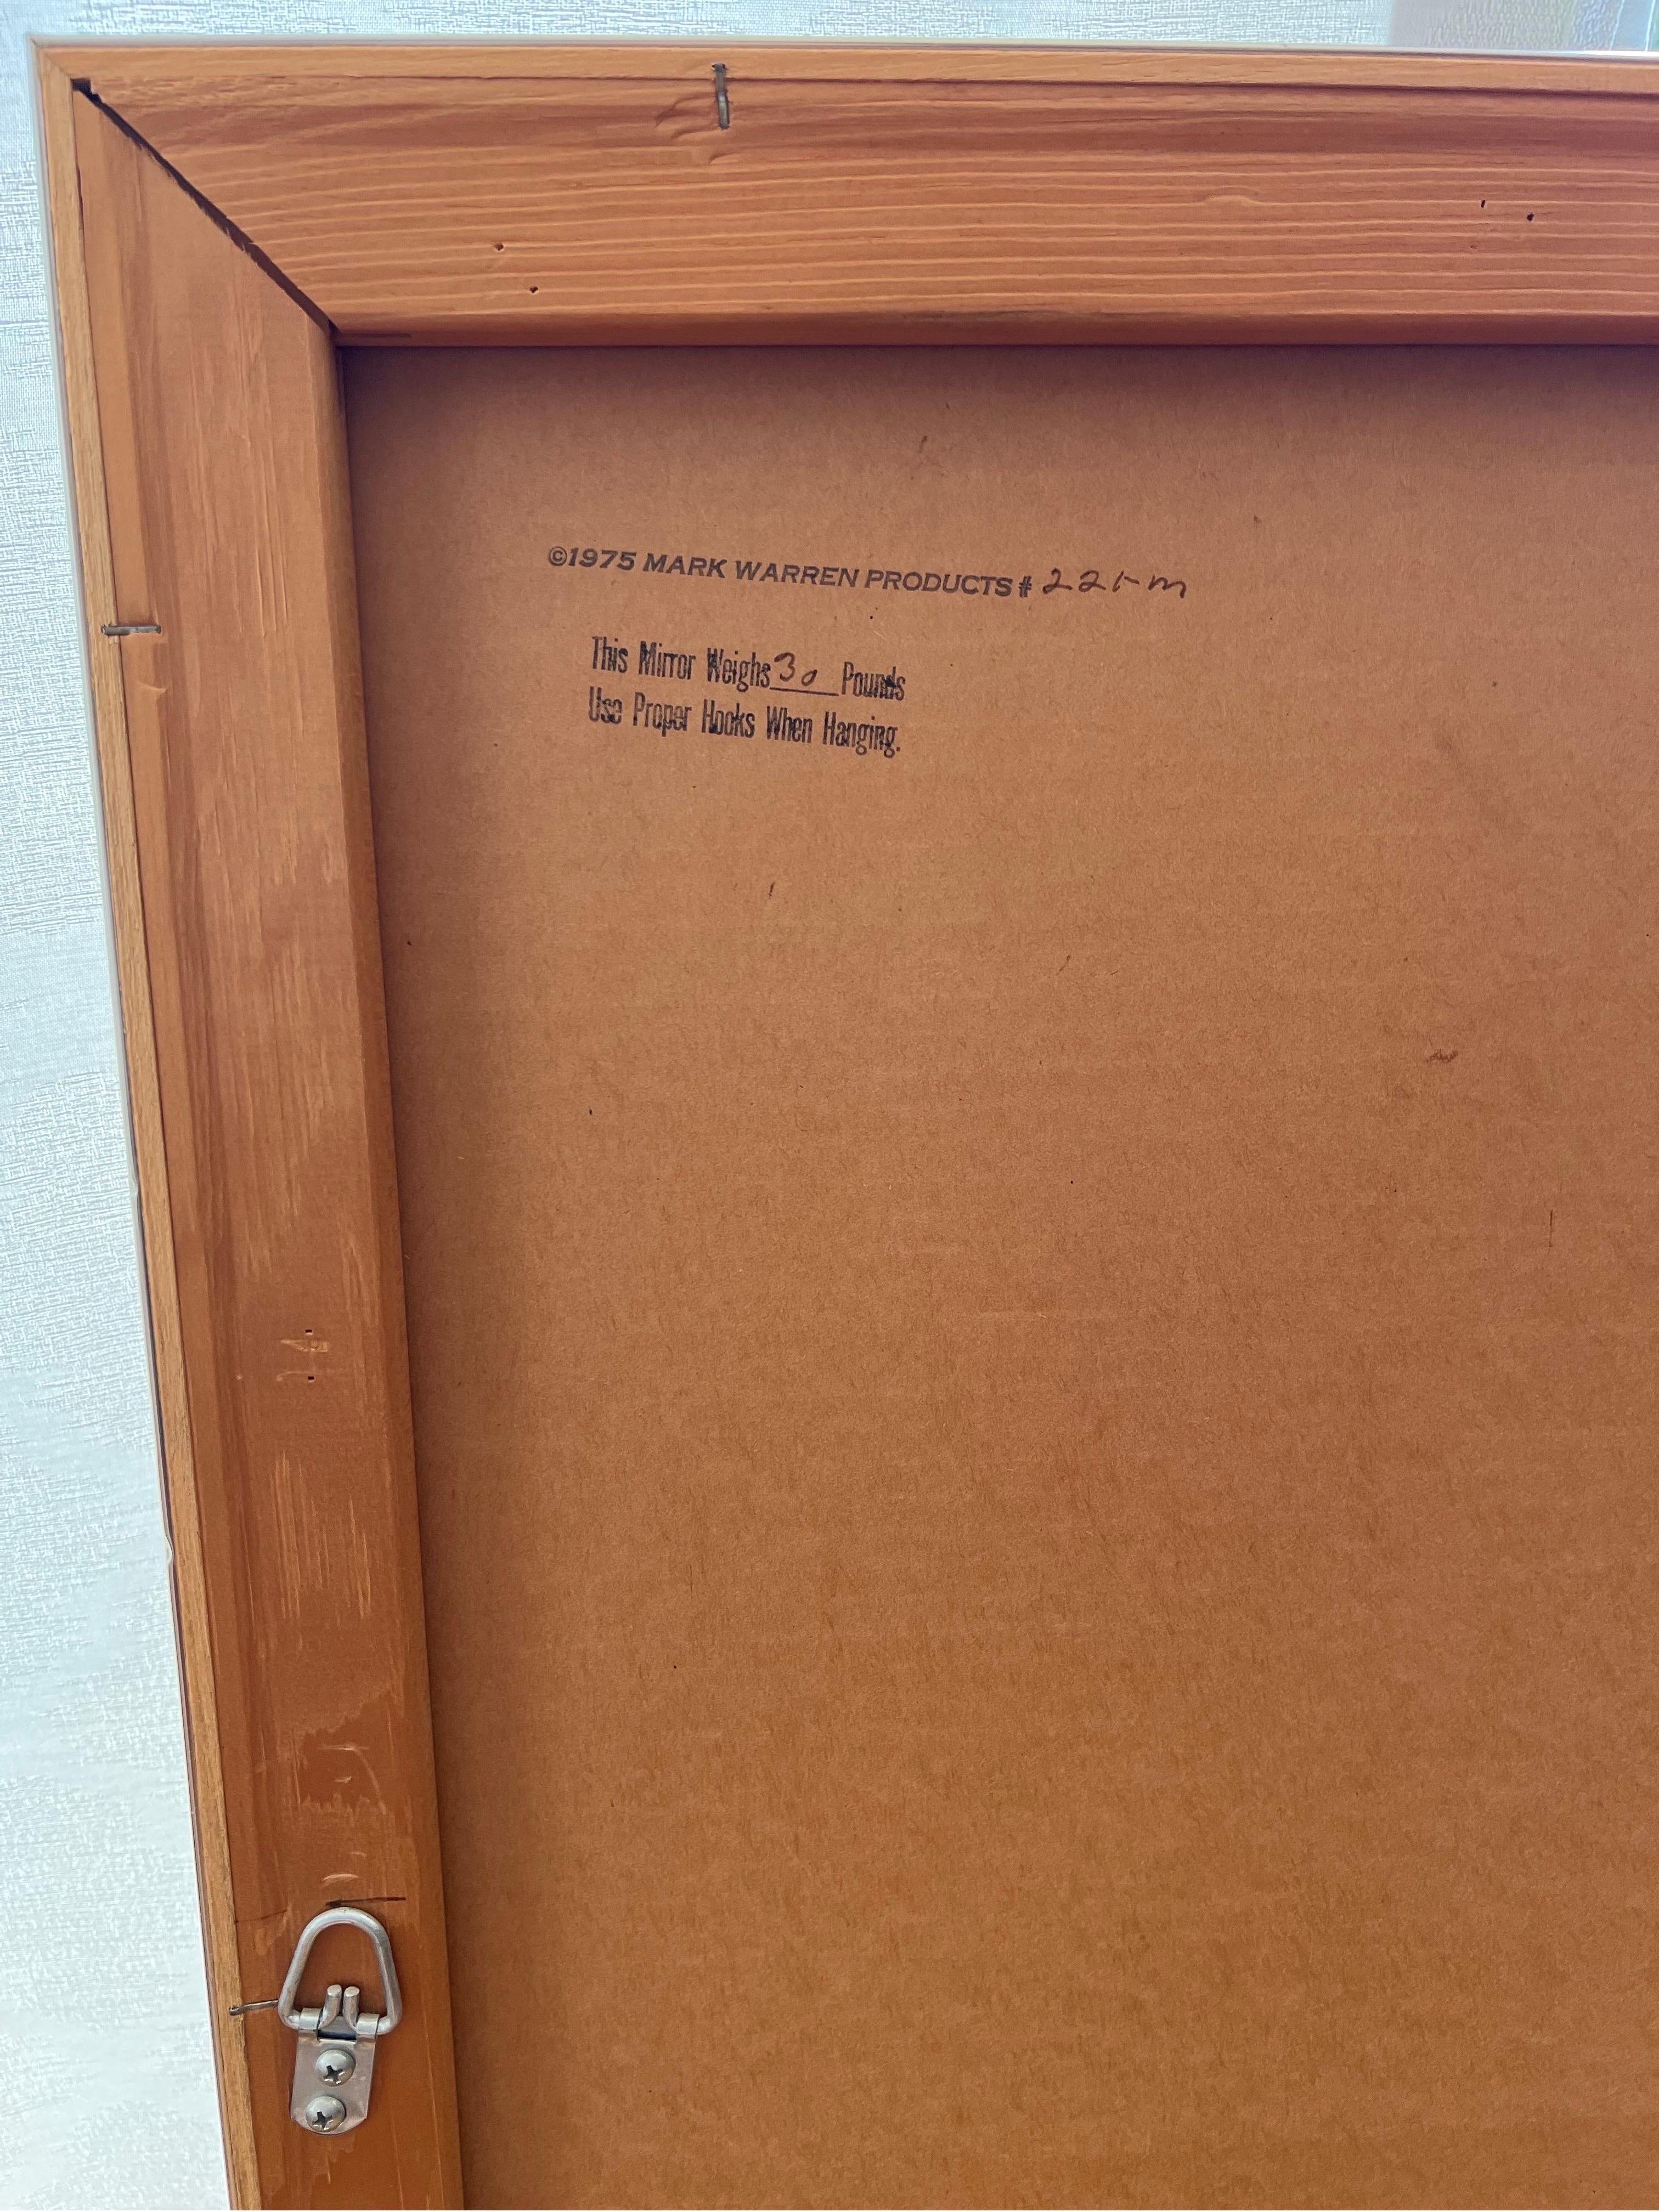 ©1975 MARK WARREN PRODUCTS # 221-m
This Mirror Weighs 30 Pounds
Use Proper Hooks When Hanging.